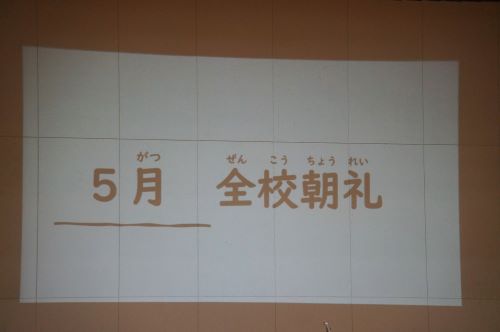 がつ ぜん こう ちょう れい
5月 全校朝礼